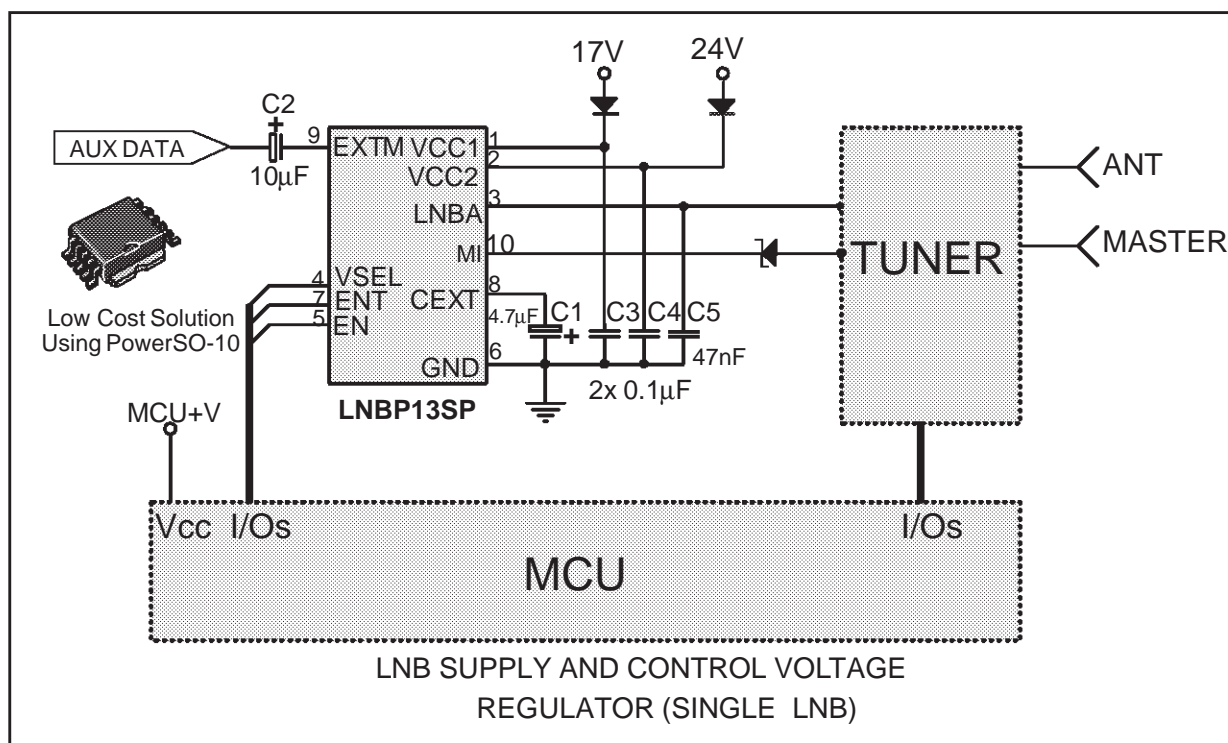 17V
24V
C2
+
AUX DATA
9
10µF
EXTM
VCC1
1
VCC2
2
LNBA
3
MI
10
VSEL
4
ENT
7
EN
5
CEXT
8
GND
6
4.7µF
C1
+
C3
C4
C5
47nF
2x 0.1µF
LNBP13SP
TUNER
ANT
MASTER
Low Cost Solution
Using PowerSO-10
MCU+V
Vcc
I/Os
I/Os
MCU
LNB SUPPLY AND CONTROL VOLTAGE
REGULATOR (SINGLE LNB)